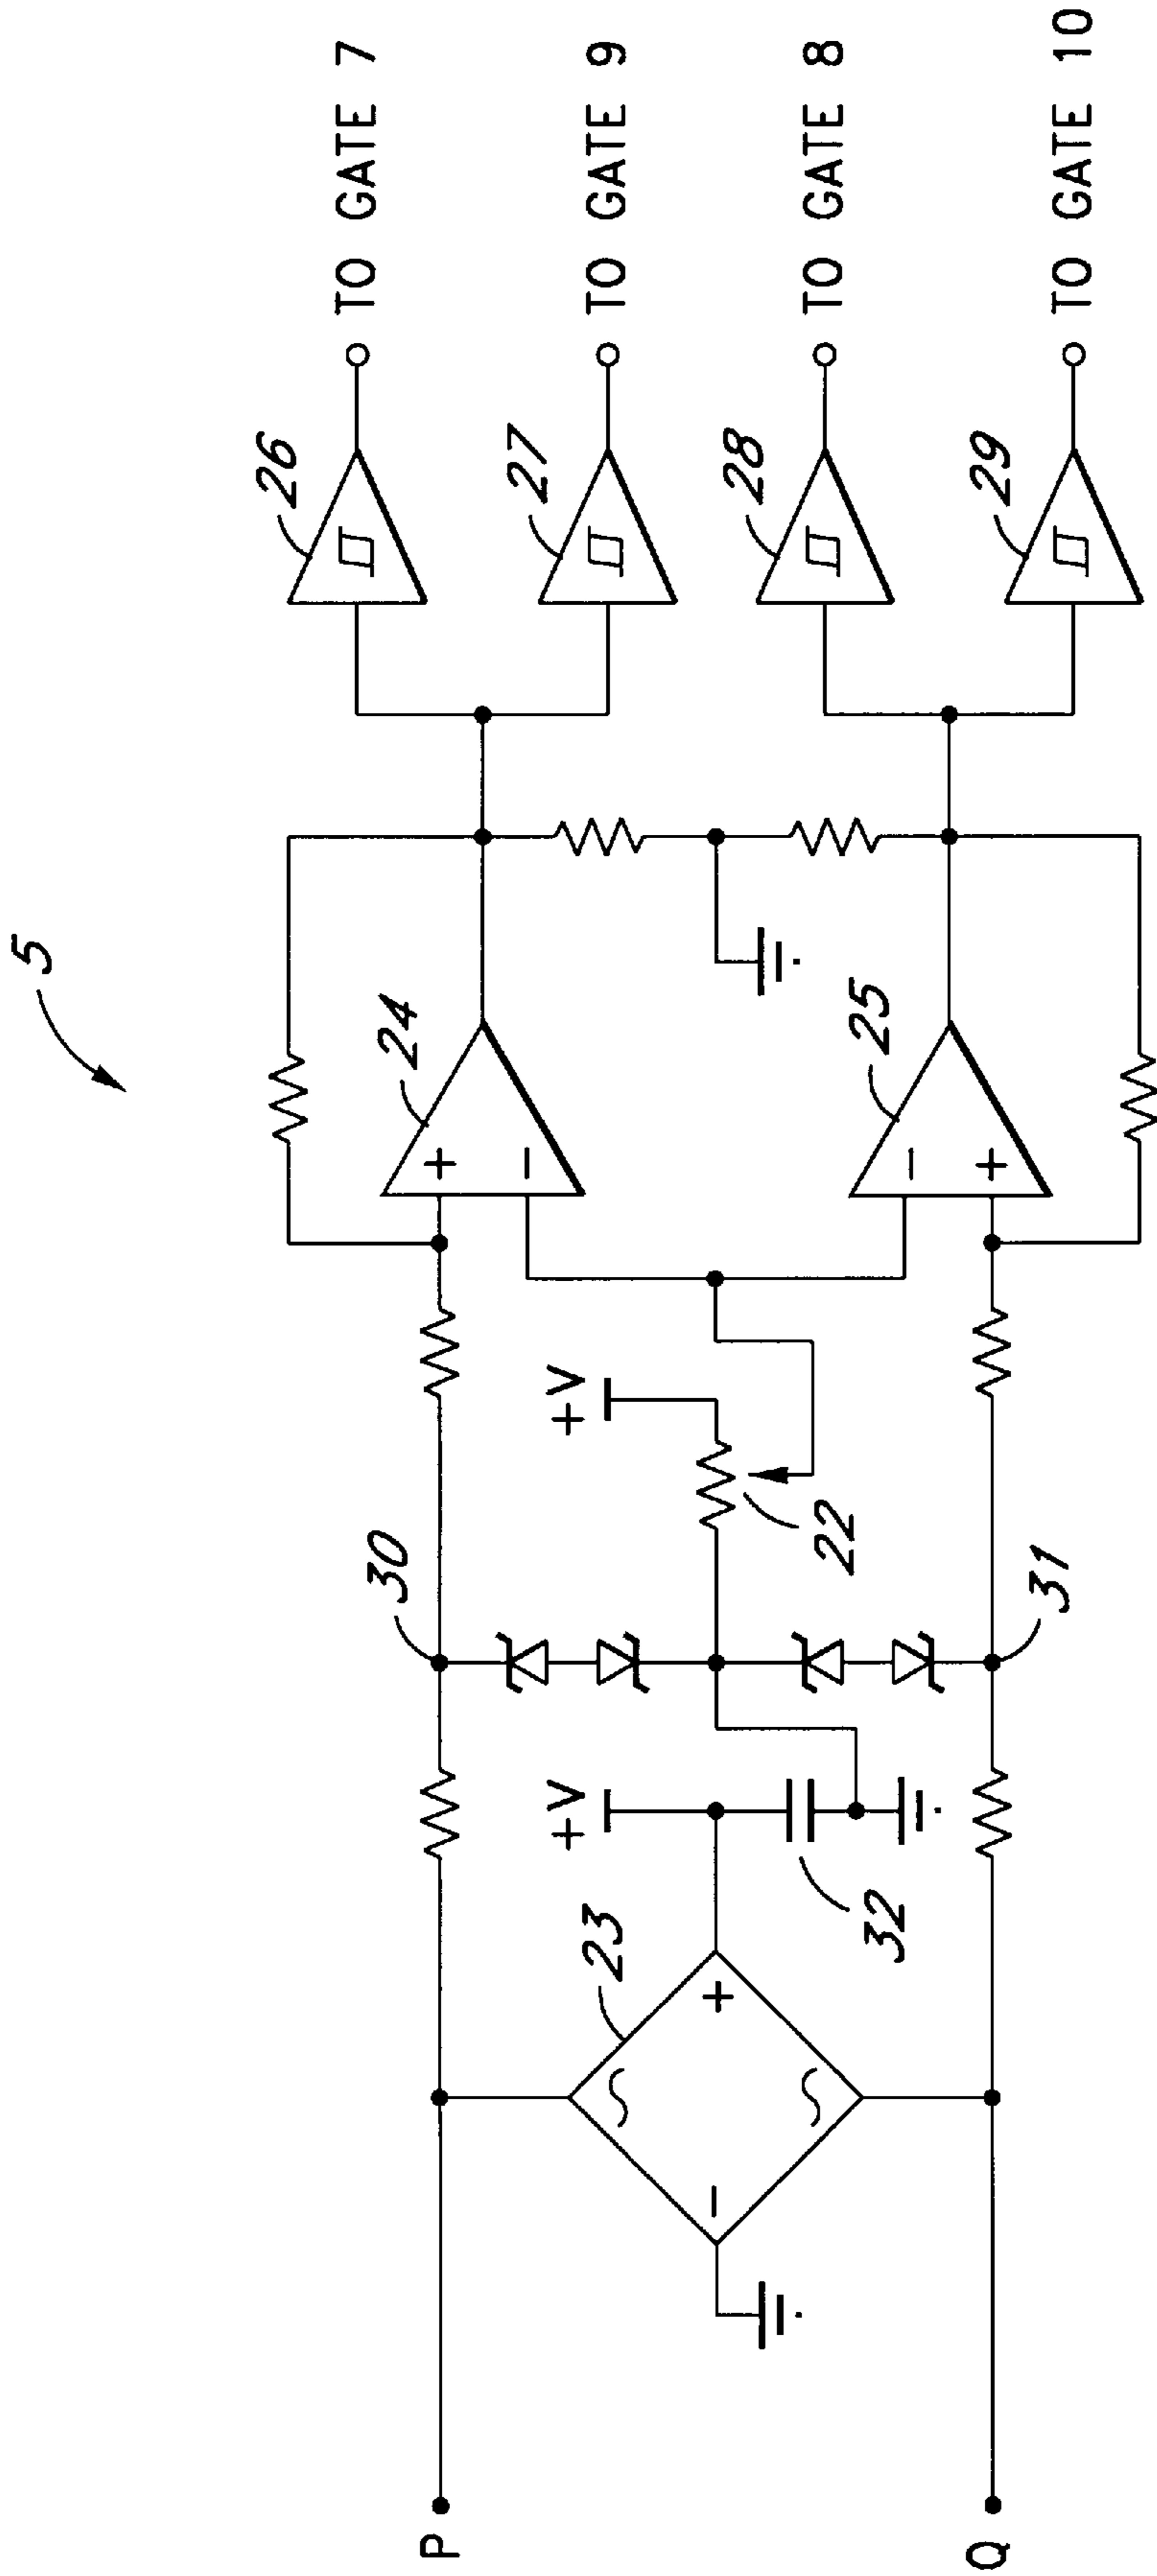 5
TO GATE 7
TO GATE 9
TO GATE 8
TO GATE 10
26
27
28
29
24
+
−
25
−
+
+V
22
30
31
+V
32
23
+
−
P
Q